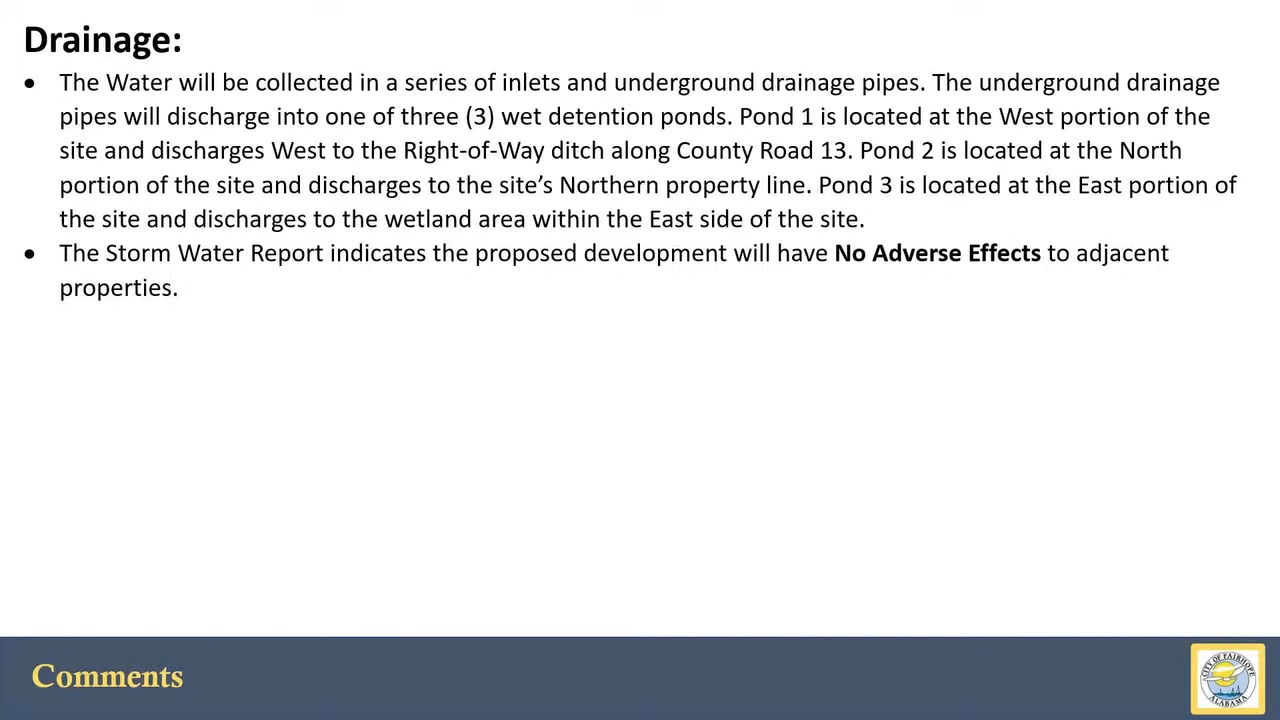 Drainage:
• The Water will be collected in a series of inlets and underground drainage pipes. The underground drainage
pipes will discharge into one of three (3) wet detention ponds. Pond 1 is located at the West portion of the
site and discharges West to the Right-of-Way ditch along County Road 13. Pond 2 is located at the North
portion of the site and discharges to the site’s Northern property line. Pond 3 is located at the East portion of
the site and discharges to the wetland area within the East side of the site.
• The Storm Water Report indicates the proposed development will have No Adverse Effects to adjacent
properties.
Comments
CITY OF FAIRHOPE
ALABAMA